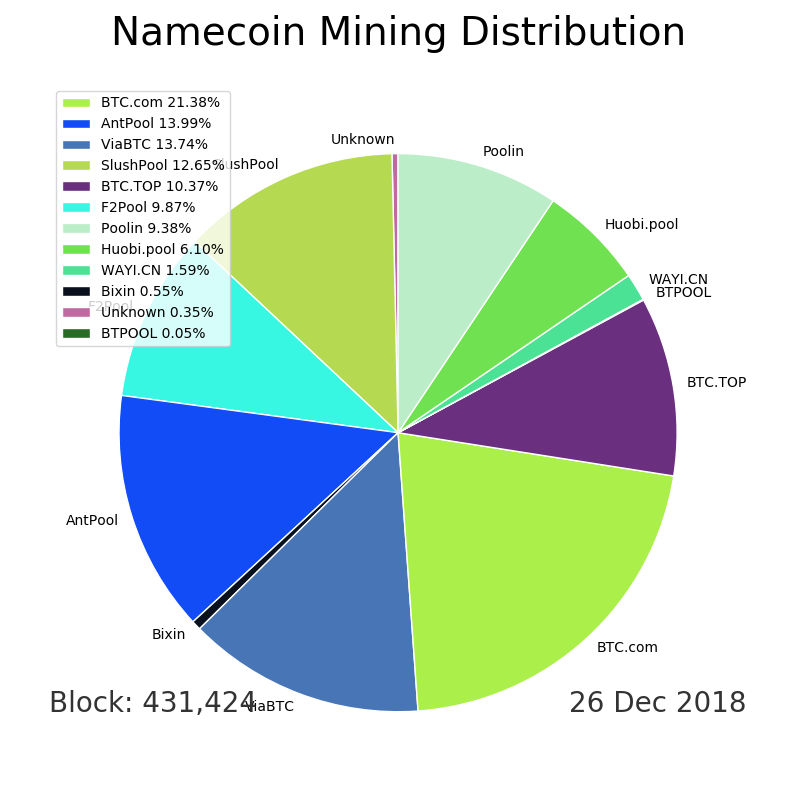 Namecoin Mining Distribution
BTC.com 21.38%
AntPool 13.99%
ViaBTC 13.74%
SlushPool 12.65%
BTC.TOP 10.37%
F2Pool 9.87%
Poolin 9.38%
Huobi.pool 6.10%
WAYI.CN 1.59%
Bixin 0.55%
Unknown 0.35%
BTPOOL 0.05%
Unknown
Poolin
SlushPool
Huobi.pool
WAYI.CN
BTPOOL
F2Pool
BTC.TOP
AntPool
Bixin
BTC.com
ViaBTC
Block: 431,424
26 Dec 2018